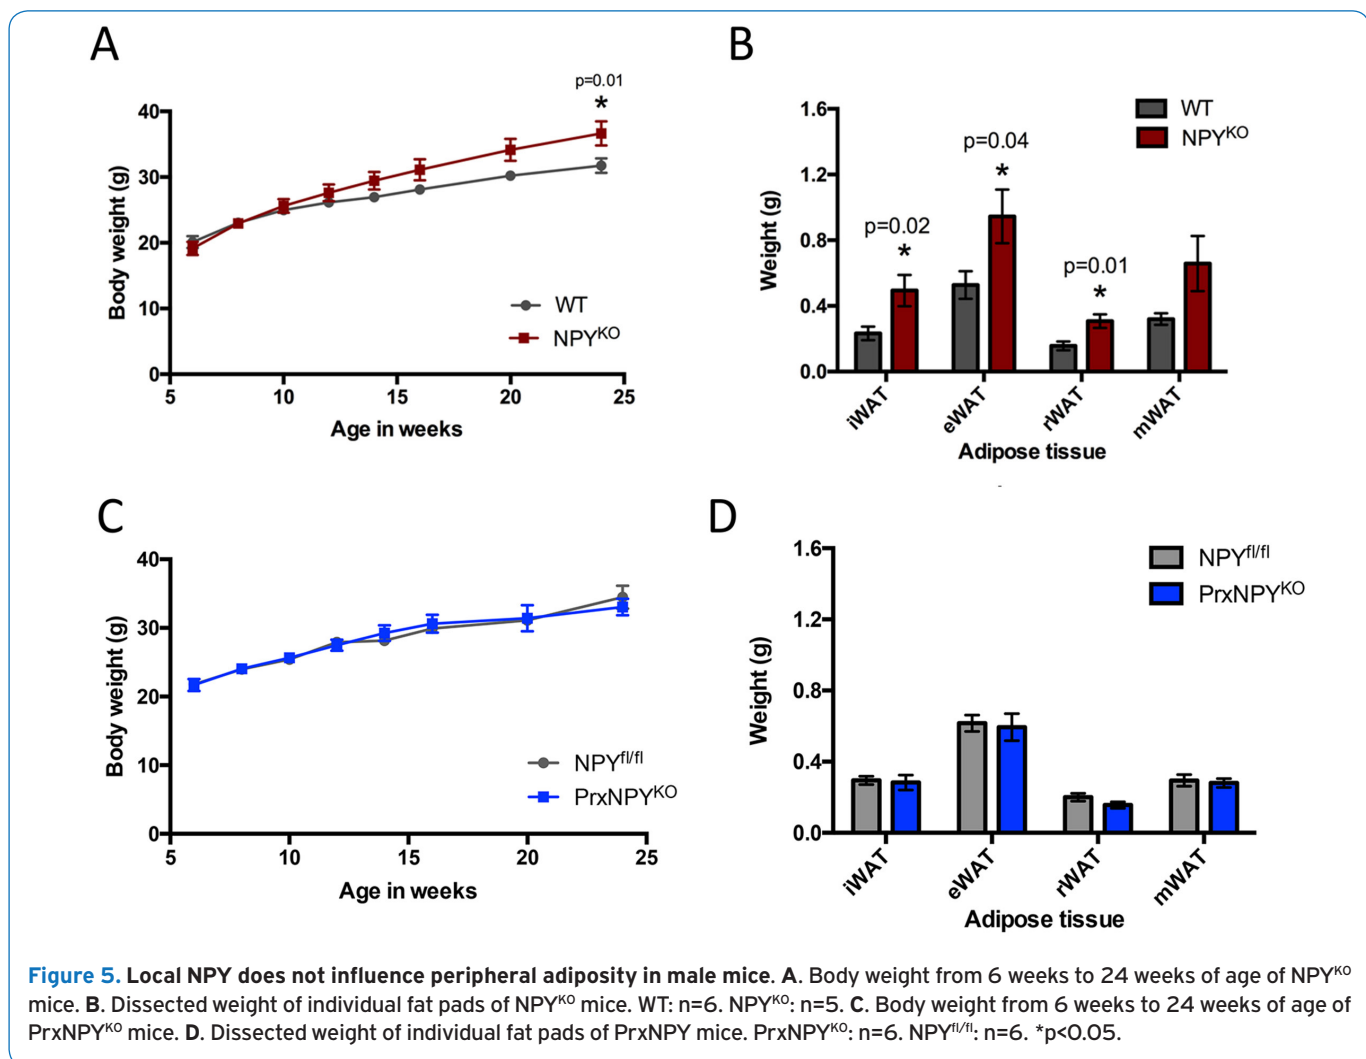 A
p=0.01
*
40
30
20
10
0
Body weight (g)
WT
NPYKO
5
10
15
20
25
Age in weeks
B
WT
NPYKO
1.6
1.2
0.8
0.4
0.0
Weight (g)
p=0.02
*
p=0.04
*
p=0.01
*
iWAT
eWAT
rWAT
mWAT
Adipose tissue
C
40
30
20
10
0
Body weight (g)
NPYfl/fl
PrxNPYKO
5
10
15
20
25
Age in weeks
D
NPYfl/fl
PrxNPYKO
1.6
1.2
0.8
0.4
0.0
Weight (g)
iWAT
eWAT
rWAT
mWAT
Adipose tissue
Figure 5. Local NPY does not influence peripheral adiposity in male mice. A. Body weight from 6 weeks to 24 weeks of age of NPYKO
mice. B. Dissected weight of individual fat pads of NPYKO mice. WT: n=6. NPYKO: n=5. C. Body weight from 6 weeks to 24 weeks of age of
PrxNPYKO mice. D. Dissected weight of individual fat pads of PrxNPY mice. PrxNPYKO: n=6. NPYfl/fl: n=6. *p<0.05.